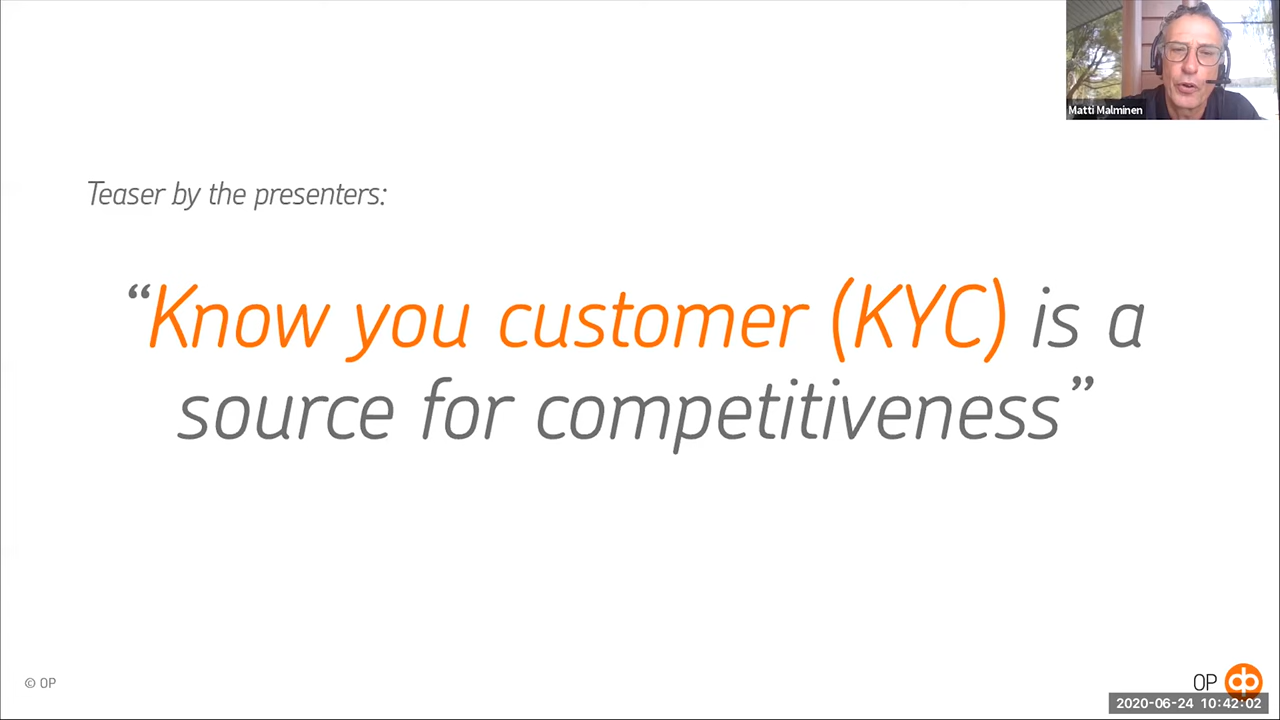 Matti Malminen
Teaser by the presenters:
“Know you customer (KYC) is a
source for competitiveness”
© OP
OP
2020-06-24 10:42:02